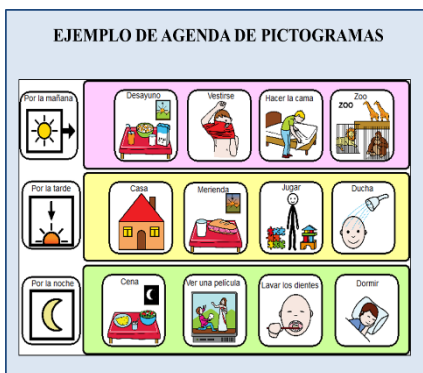 EJEMPLO DE AGENDA DE PICTOGRAMAS
Por la mañana
Desayuno
Vestirse
Hacer la cama
Zoo
ZOO
Por la tarde
Casa
Merienda
Jugar
Ducha
Por la noche
Cena
Ver una película
Lavar los dientes
Dormir